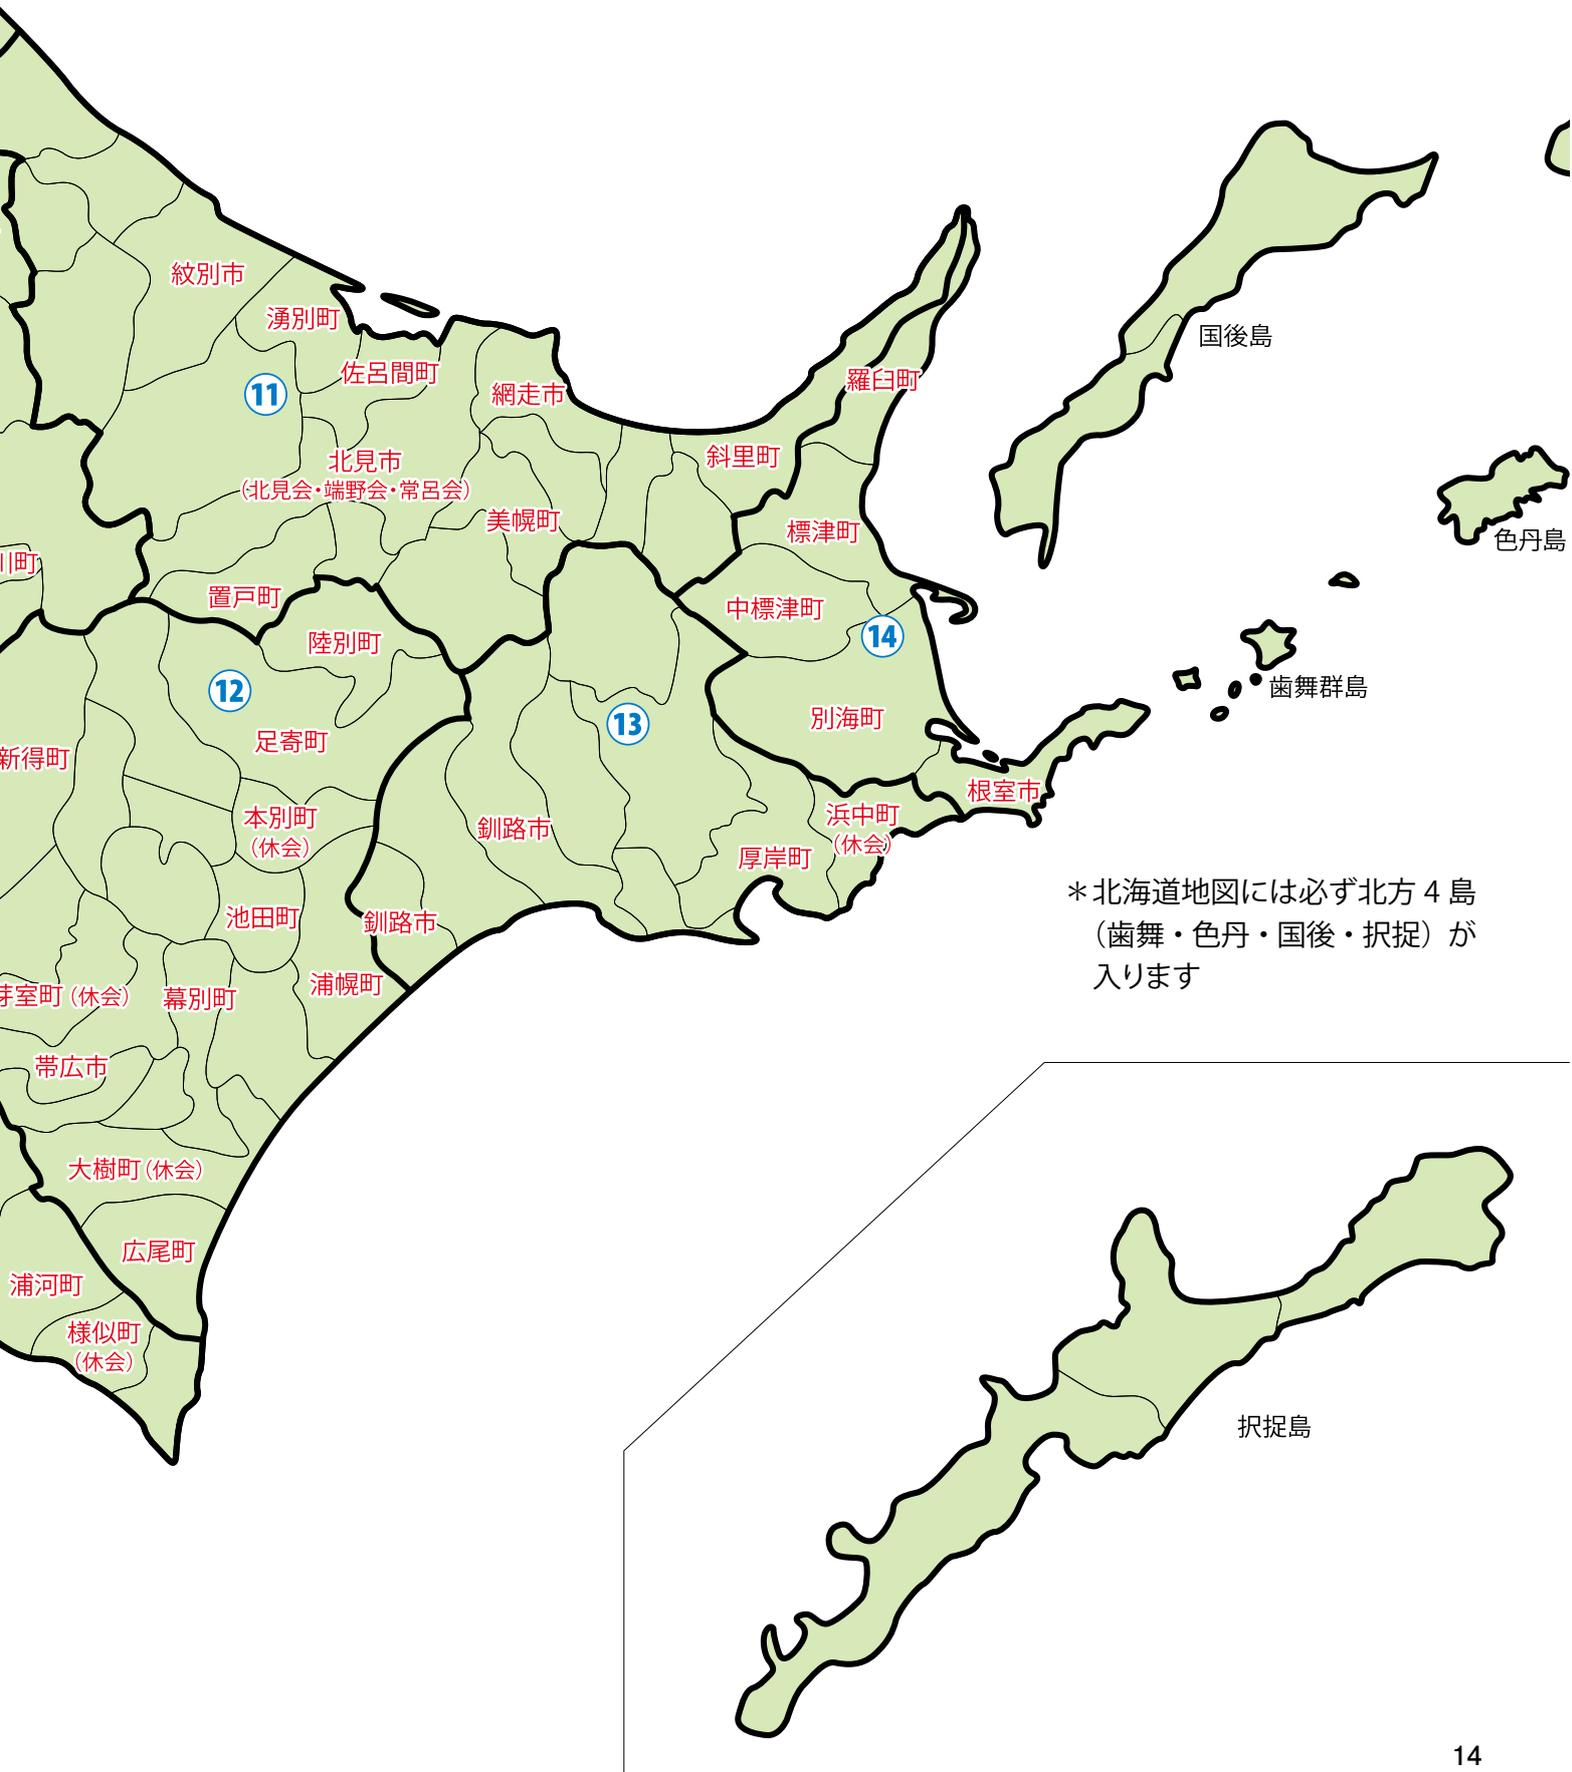 紋別市
湧別町
国後島
佐呂間町
羅臼町
⑪
網走市
斜里町
北見市
（北見会・端野会・常呂会）
美幌町
標津町
色丹島
川町
置戸町
中標津町
⑭
陸別町
歯舞群島
⑫
別海町
⑬
足寄町
新得町
根室市
本別町
（休会）
釧路市
浜中町
（休会）
厚岸町
＊北海道地図には必ず北方４島
（歯舞・色丹・国後・択捉）が
入ります
池田町
釧路市
浦幌町
芽室町（休会）
幕別町
帯広市
大樹町（休会）
広尾町
浦河町
様似町
（休会）
択捉島
14